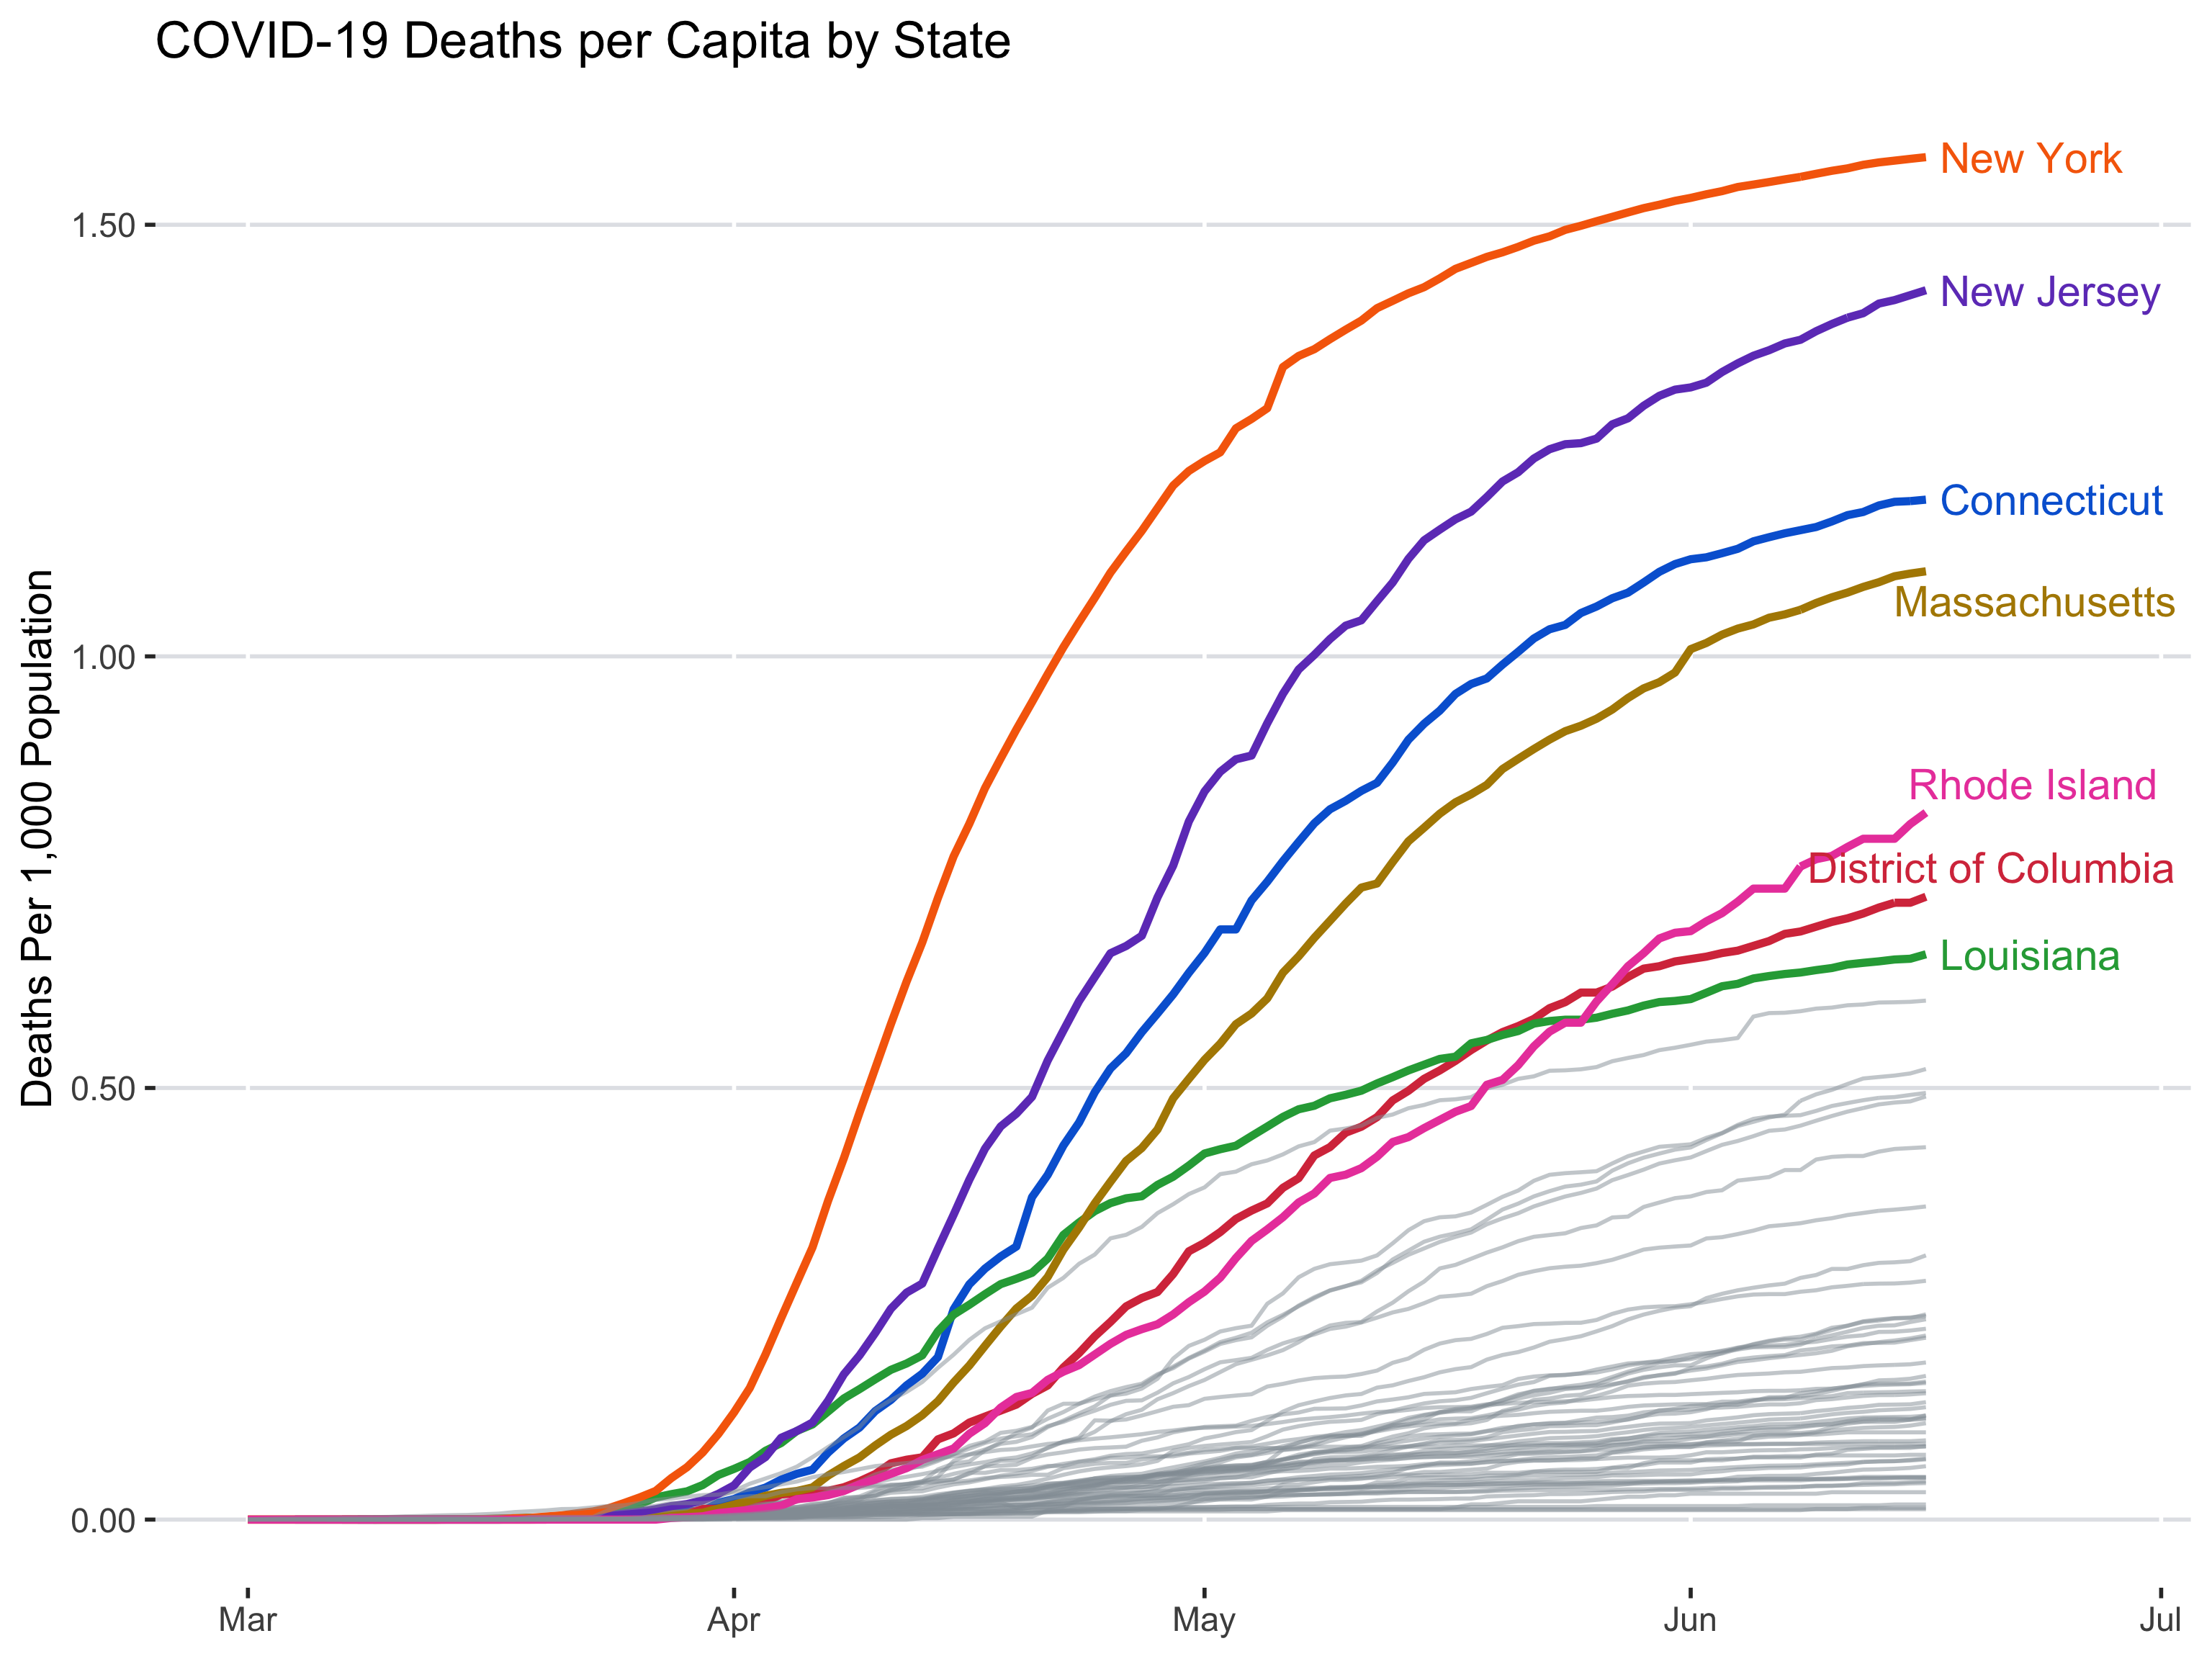 COVID-19 Deaths per Capita by State
Deaths Per 1,000 Population
1.50
1.00
0.50
0.00
New York
New Jersey
Connecticut
Massachusetts
Rhode Island
District of Columbia
Louisiana
Mar
Apr
May
Jun
Jul